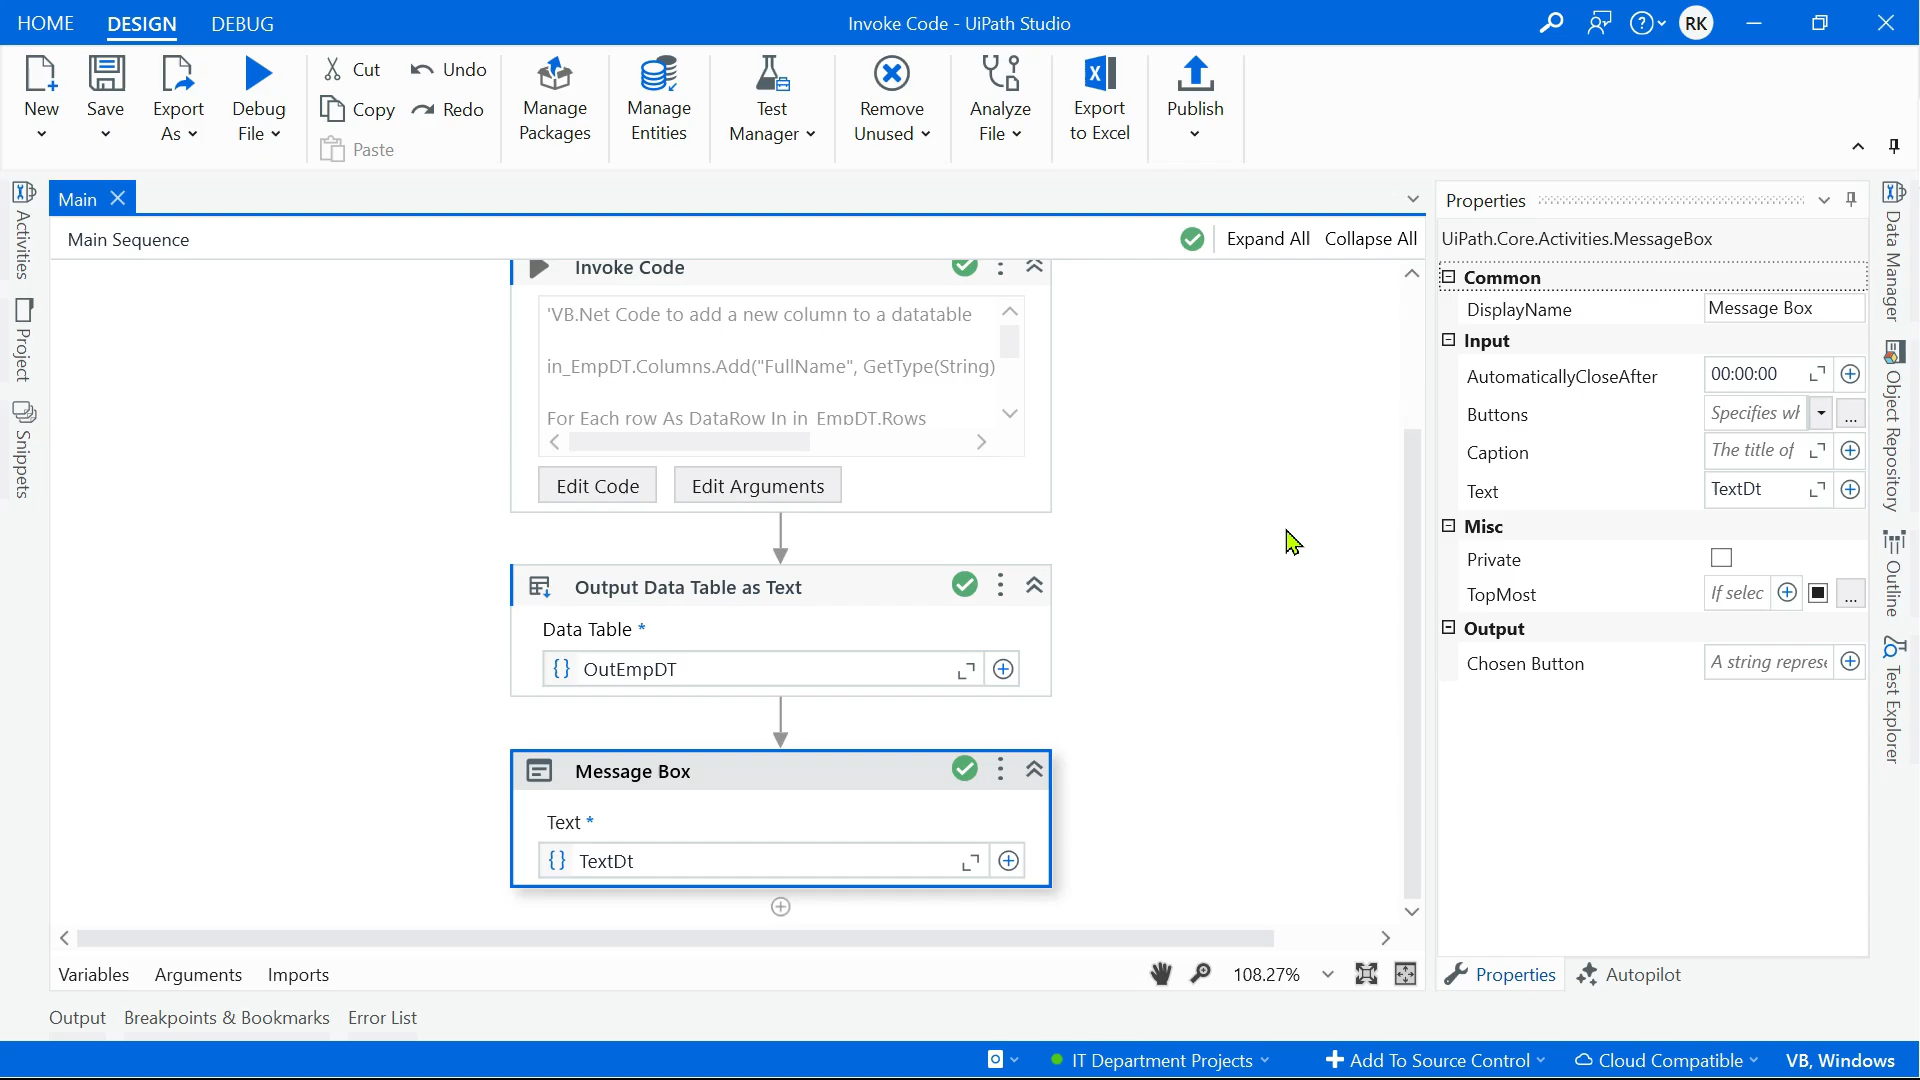 HOME DESIGN DEBUG
Invoke Code - UiPath Studio
RK
New
Save
Export
As
Debug
File
Cut
Copy
Paste
Undo
Redo
Manage
Packages
Manage
Entities
Test
Manager
Remove
Unused
Analyze
File
Export
to Excel
Publish
Activities
Project
Snippets
Main
Main Sequence
Expand All Collapse All
Invoke Code
'VB.Net Code to add a new column to a datatable
in_EmpDT.Columns.Add("FullName", GetType(String)
For Each row As DataRow In in_EmpDT.Rows
Edit Code
Edit Arguments
Output Data Table as Text
Data Table *
{} OutEmpDT
Message Box
Text *
{} TextDt
Variables Arguments Imports
108.27%
Properties
UiPath.Core.Activities.MessageBox
Common
DisplayName Message Box
Input
AutomaticallyCloseAfter 00:00:00
Buttons Specifies wh ...
Caption The title of
Text TextDt
Misc
Private
TopMost If selec ...
Output
Chosen Button A string represe
Properties Autopilot
Data Manager
Object Repository
Outline
Test Explorer
Output Breakpoints & Bookmarks Error List
IT Department Projects
Add To Source Control
Cloud Compatible
VB, Windows